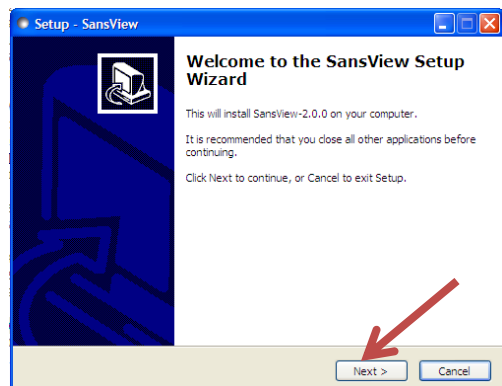 Setup - SansView
Welcome to the SansView Setup
Wizard
This will install SansView-2.0.0 on your computer.
It is recommended that you close all other applications before
continuing.
Click Next to continue, or Cancel to exit Setup.
Next >
Cancel